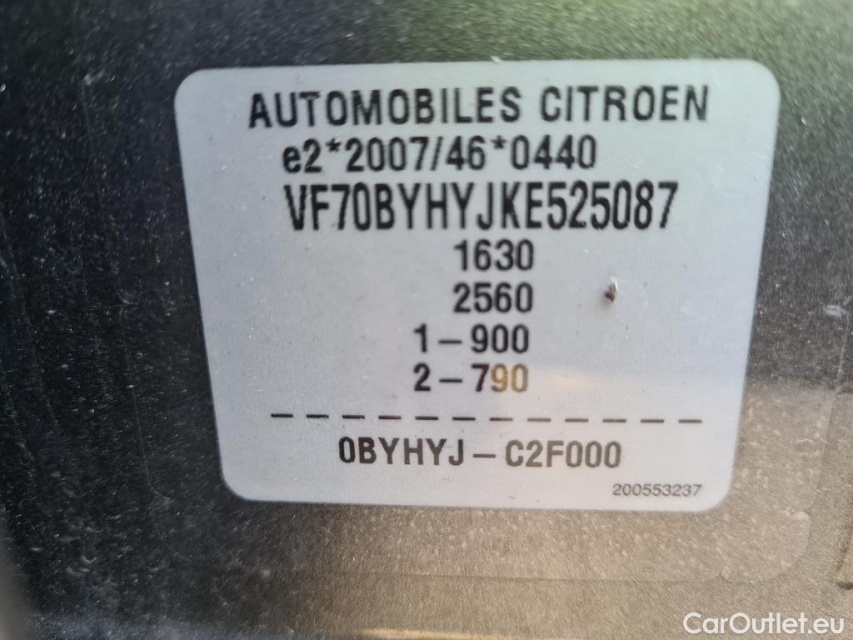 AUTOMOBILES CITROEN
e2*2007/46*0440
VF70BYHYJKE525087
1630
2560
1-900
2-790
0BYHYJ-C2F000
200553237
CarOutlet.eu